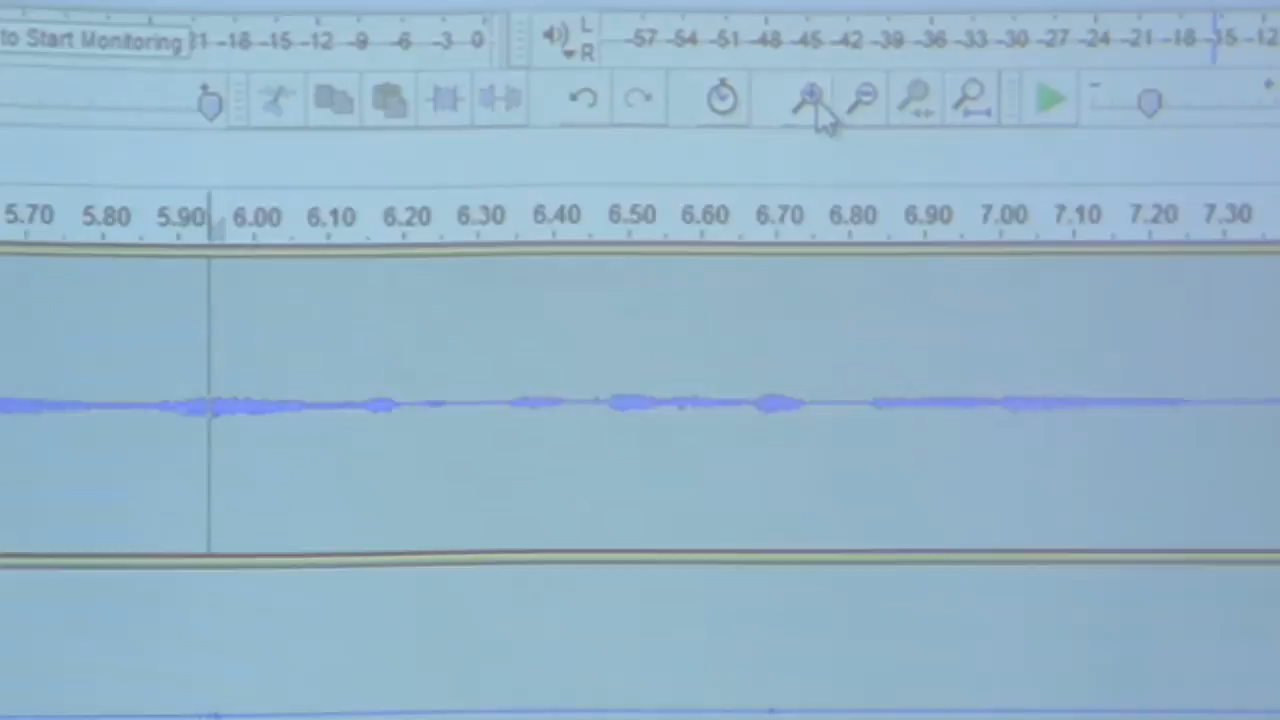 to Start Monitoring 1 -18 -15 -12 -9 -6 -3 0 L -57 -54 -51 -48 -45 -42 -39 -36 -33 -30 -27 -24 -21 -18 -15 -12
R
5.70 5.80 5.90 6.00 6.10 6.20 6.30 6.40 6.50 6.60 6.70 6.80 6.90 7.00 7.10 7.20 7.30